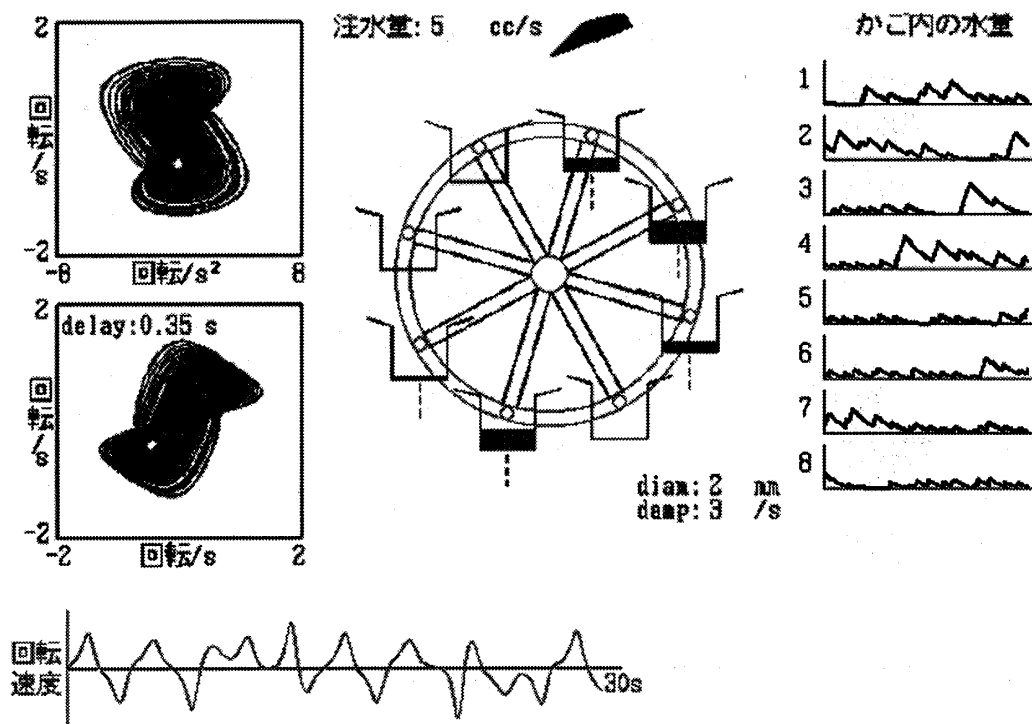 注水量: 5 cc/s
かご内の水量
2
回転/s
-2
-8
回転/s²
8
2
delay:0.35 s
回転/s
-2
-2
回転/s
2
1
2
3
4
5
6
7
8
diam: 2 mm
damp: 3 /s
回転
速度
30s